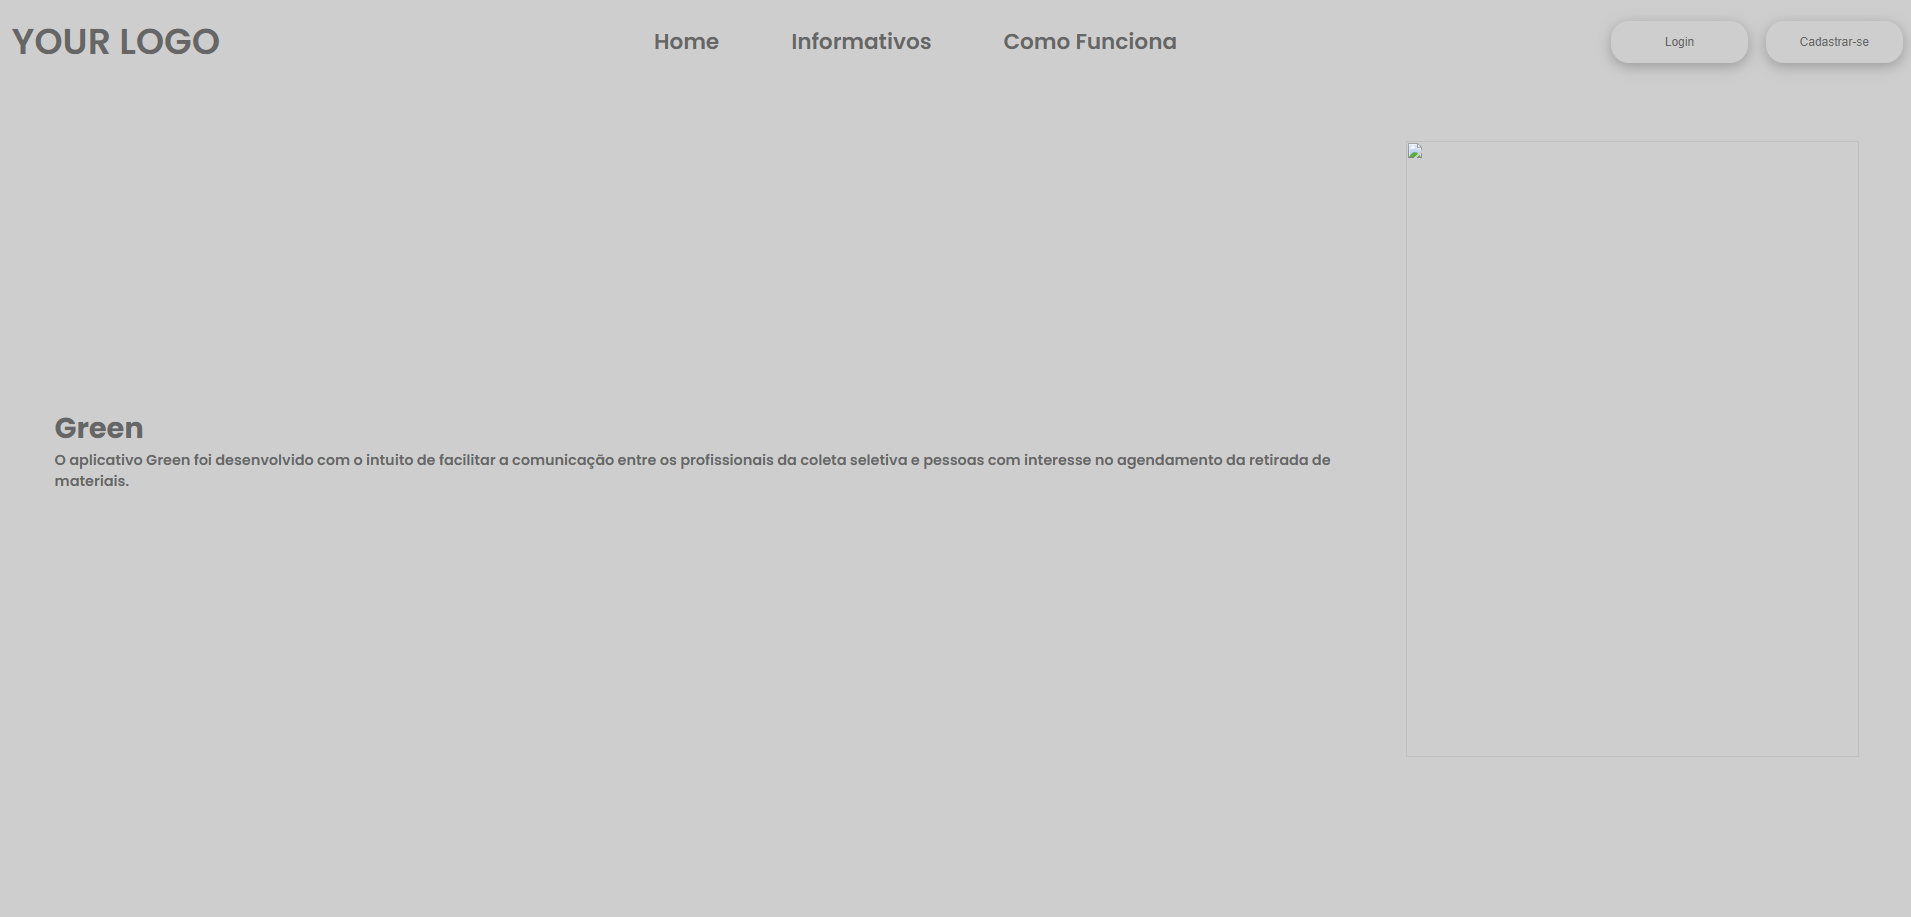 YOUR LOGO
Home
Informativos
Como Funciona
Login
Cadastrar-se
Green
O aplicativo Green foi desenvolvido com o intuito de facilitar a comunicação entre os profissionais da coleta seletiva e pessoas com interesse no agendamento da retirada de
materiais.